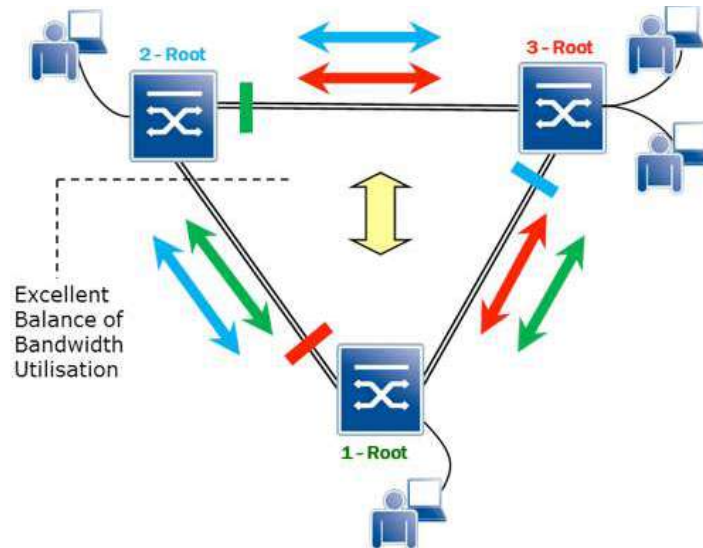 2 - Root
3 - Root
Excellent
Balance of
Bandwidth
Utilisation
1 - Root